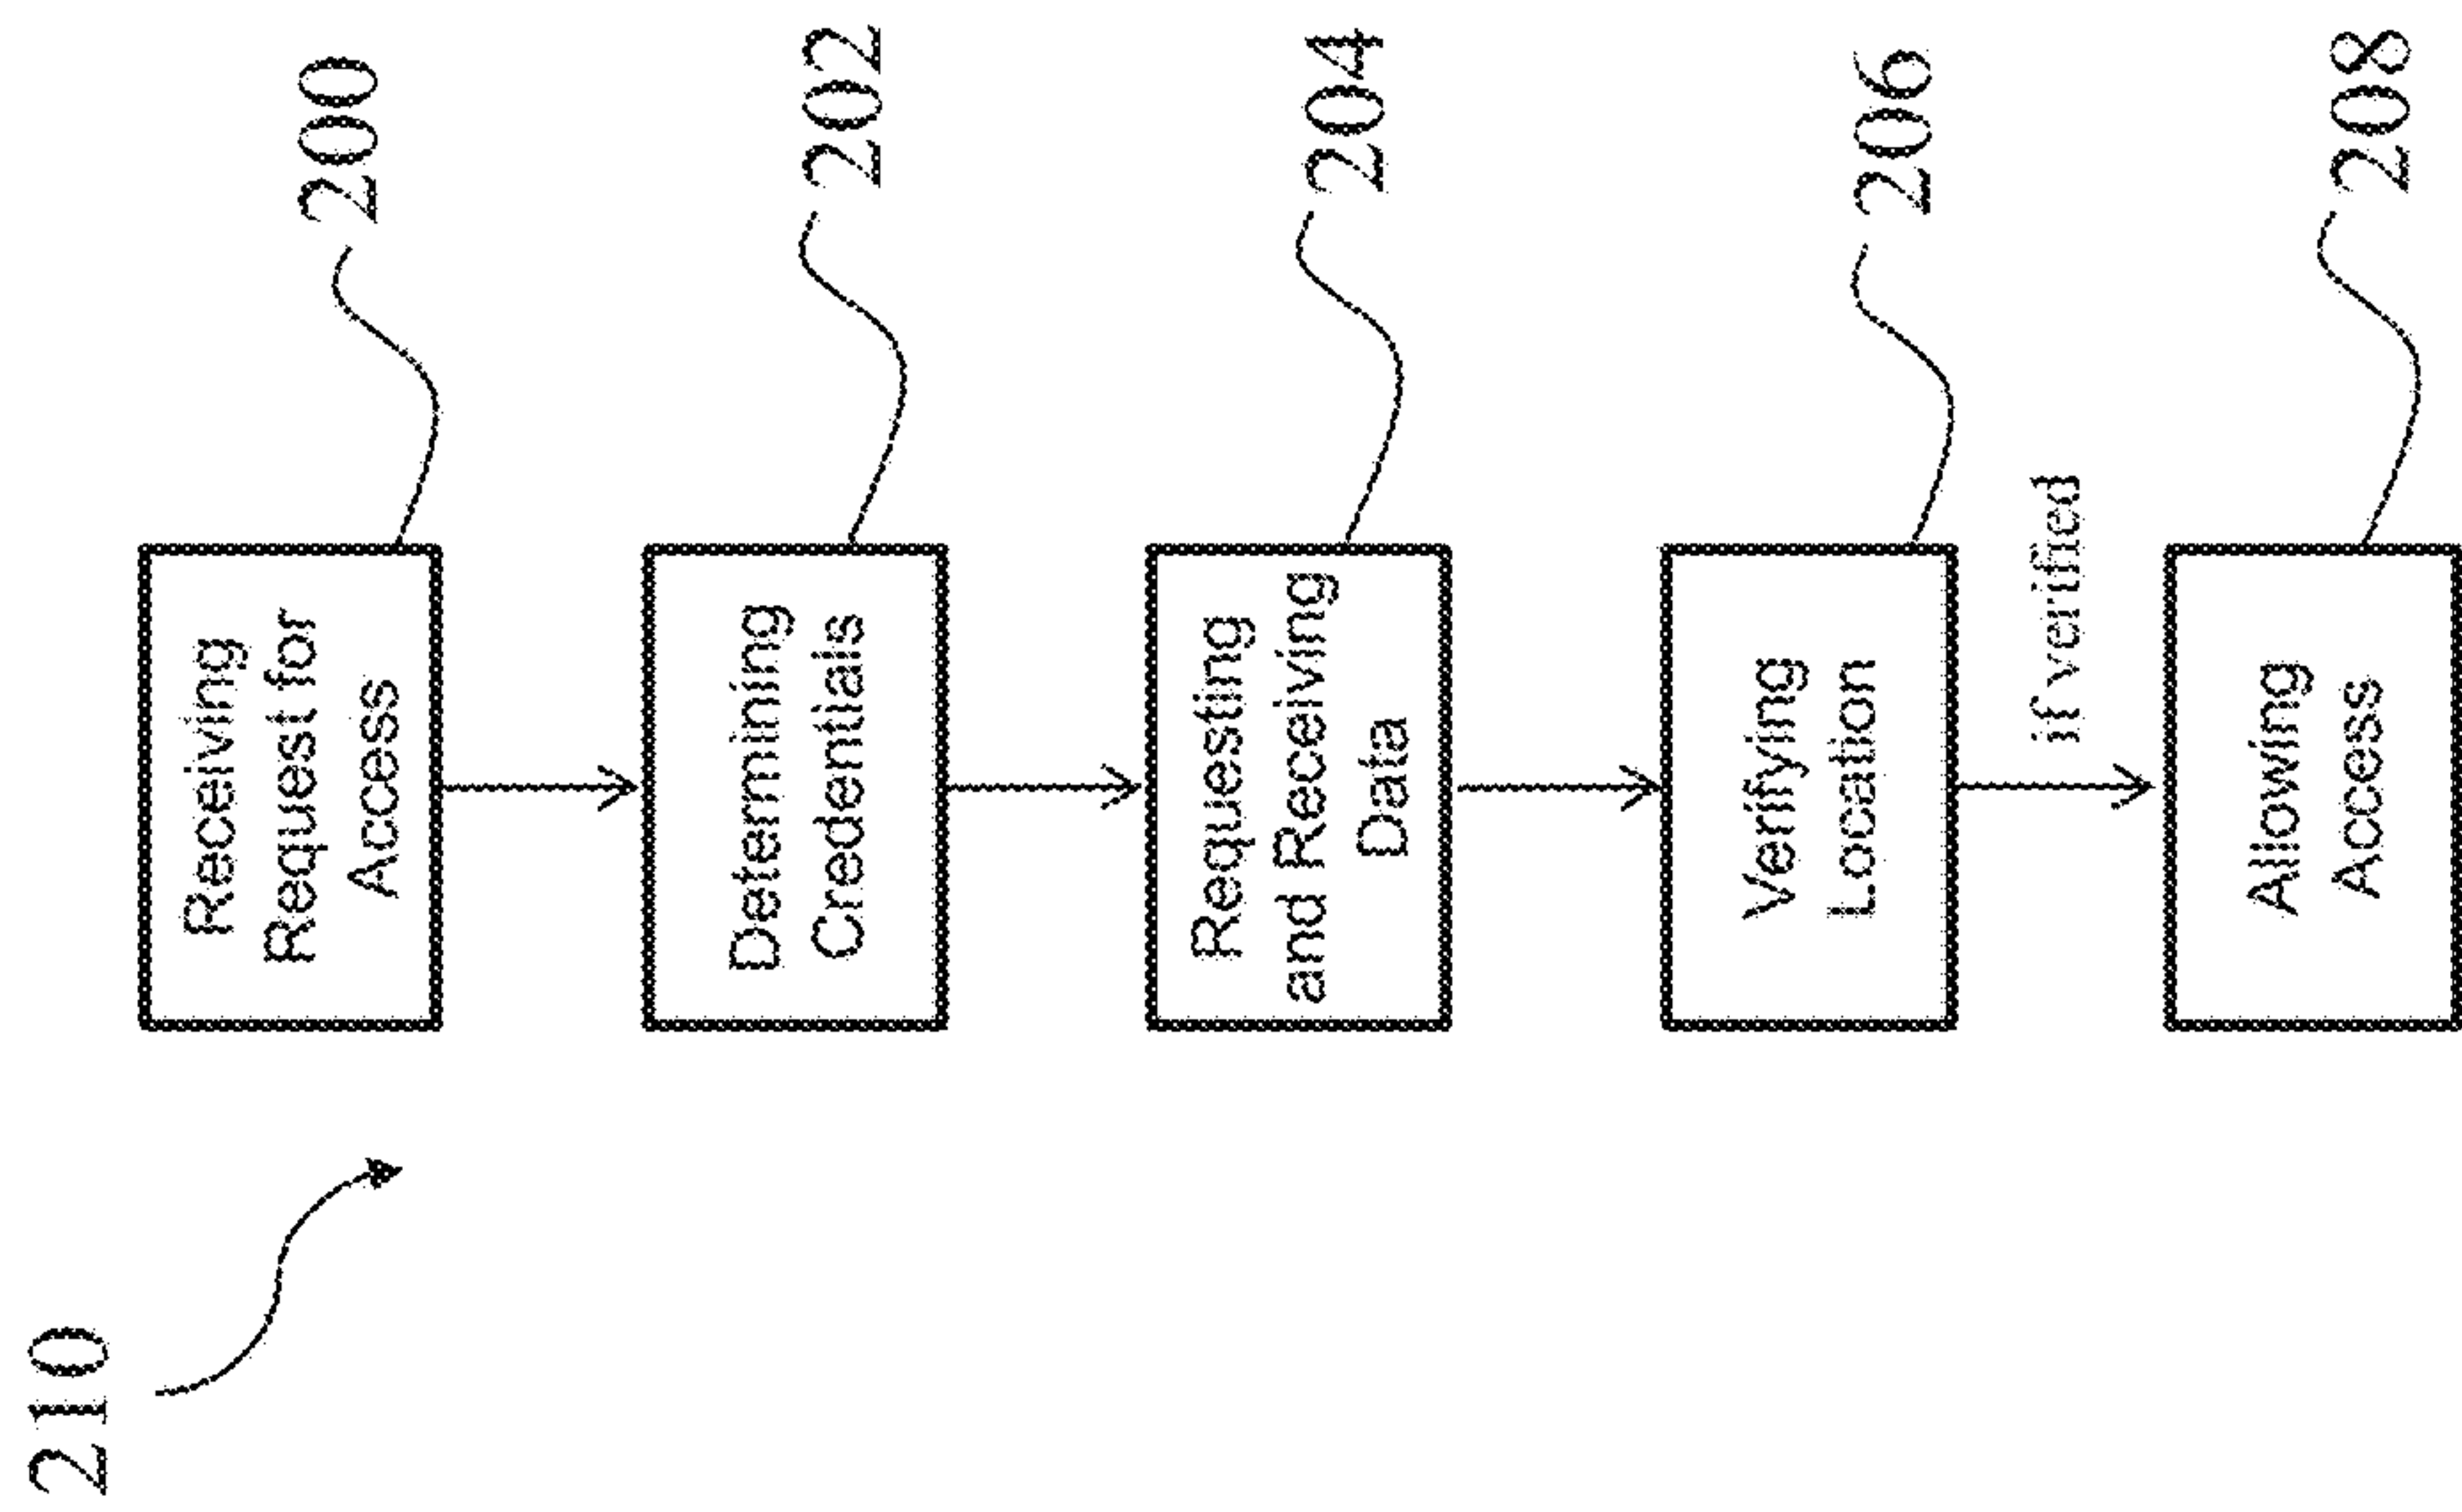 210
Receiving
Request for
Access
200
Determining
Credentials
202
Requesting
and Receiving
Data
204
Verifying
Location
206
if verified
Allowing
Access
208